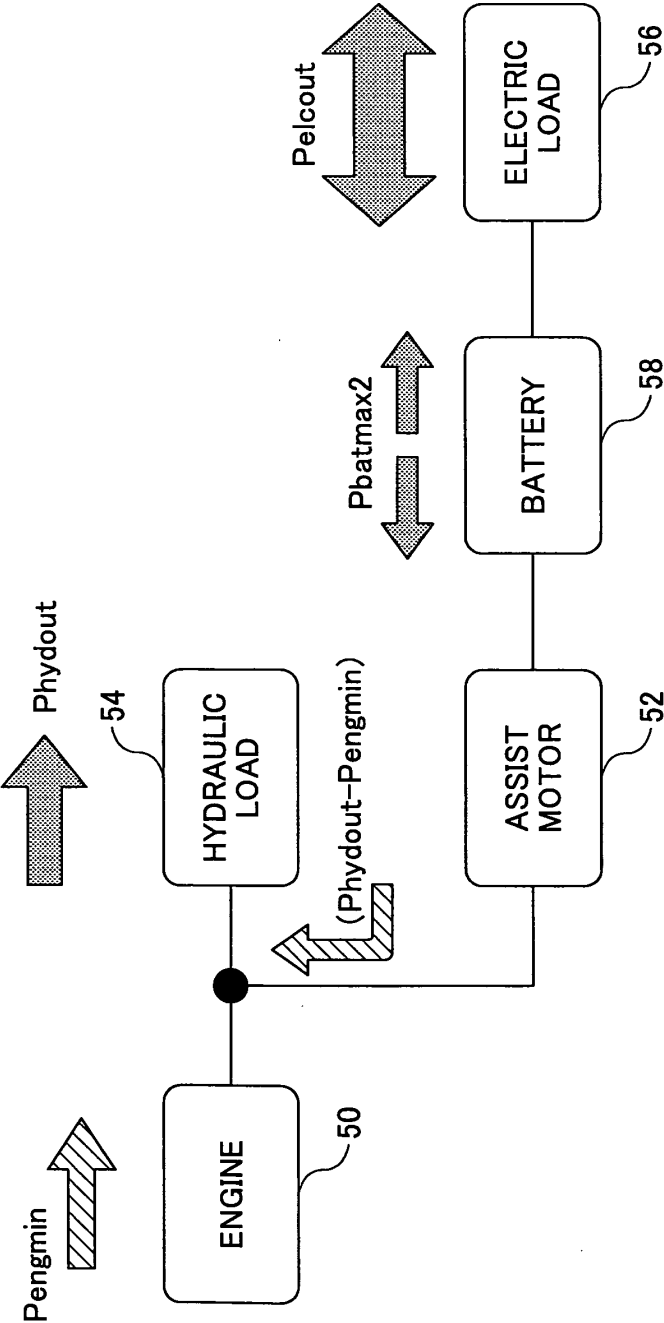 Pengmin
ENGINE
50
Phydout
54
HYDRAULIC
LOAD
(Phydout-Pengmin)
ASSIST
MOTOR
52
Pbatmax2
BATTERY
58
Pelcout
ELECTRIC
LOAD
56